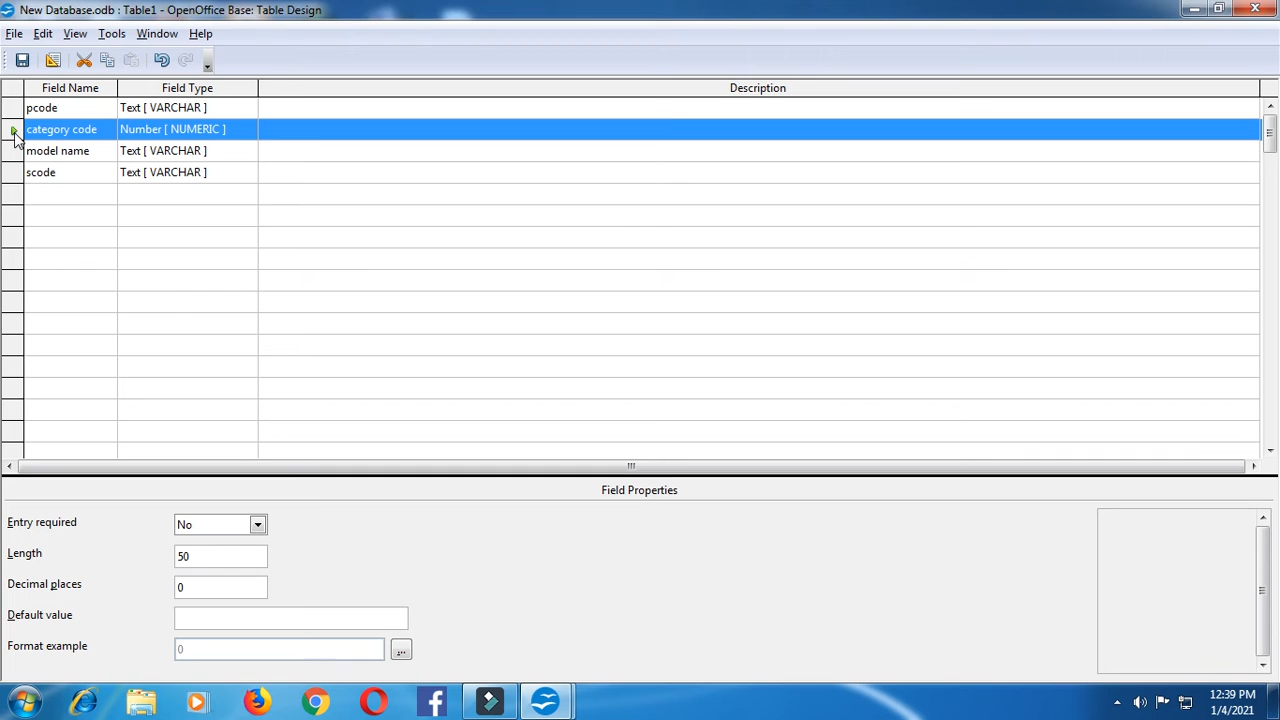 New Database.odb : Table1 - OpenOffice Base: Table Design
File Edit View Tools Window Help
Field Name Field Type Description
pcode Text [ VARCHAR ]
category code Number [ NUMERIC ]
model name Text [ VARCHAR ]
scode Text [ VARCHAR ]
Field Properties
Entry required No
Length 50
Decimal places 0
Default value
Format example 0 ...
12:39 PM
1/4/2021